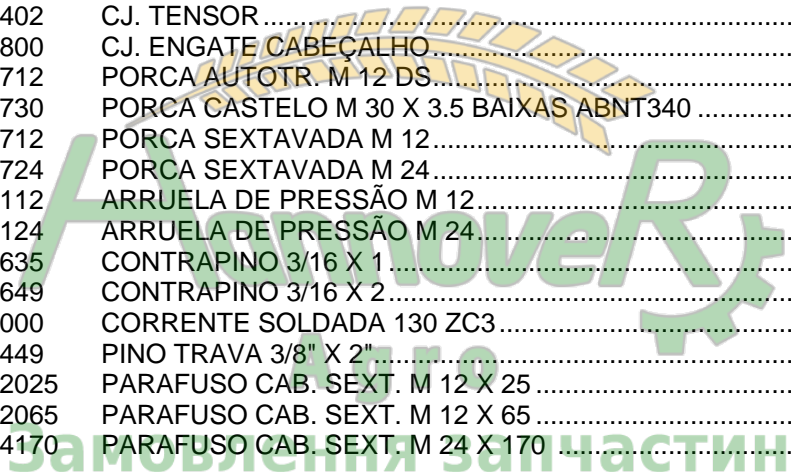 402 CJ. TENSOR....................................................................
800 CJ. ENGATE CABEÇALHO..............................................
712 PORCA AUTOTR. M 12 DS..............................................
730 PORCA CASTELO M 30 X 3.5 BAIXAS ABNT340 ............
712 PORCA SEXTAVADA M 12..............................................
724 PORCA SEXTAVADA M 24..............................................
112 ARRUELA DE PRESSÃO M 12........................................
124 ARRUELA DE PRESSÃO M 24........................................
635 CONTRAPINO 3/16 X 1....................................................
649 CONTRAPINO 3/16 X 2....................................................
000 CORRENTE SOLDADA 130 ZC3.....................................
449 PINO TRAVA 3/8" X 2"......................................................
2025 PARAFUSO CAB. SEXT. M 12 X 25.................................
2065 PARAFUSO CAB. SEXT. M 12 X 65.................................
4170 PARAFUSO CAB. SEXT. M 24 X 170 ..............................
HannoveR
Agro
Замовлення запчастин